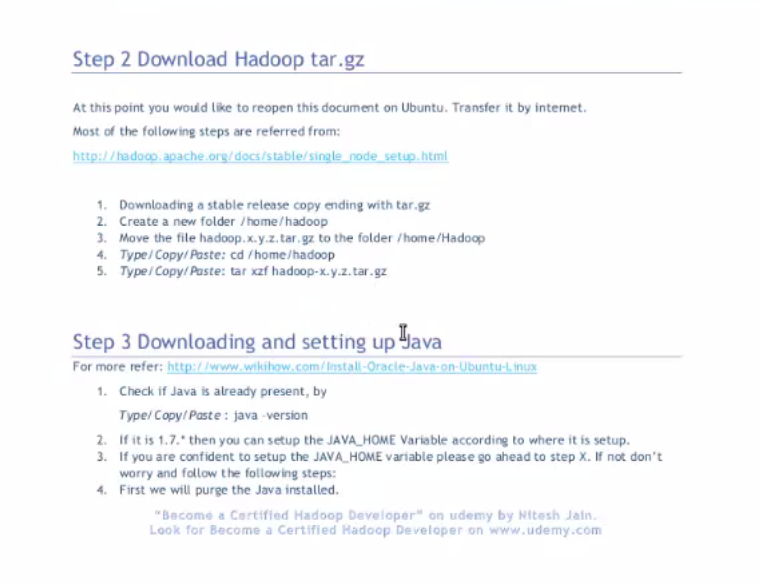 Step 2 Download Hadoop tar.gz
At this point you would like to reopen this document on Ubuntu. Transfer it by internet.
Most of the following steps are referred from:
http://hadoop.apache.org/docs/stable/single_node_setup.html
1. Downloading a stable release copy ending with tar.gz
2. Create a new folder /home/hadoop
3. Move the file hadoop.x.y.z.tar.gz to the folder /home/Hadoop
4. Type/Copy/Paste: cd /home/hadoop
5. Type/Copy/Paste: tar xzf hadoop-x.y.z.tar.gz
Step 3 Downloading and setting up Java
For more refer: http://www.wikihow.com/Install-Oracle-Java-on-Ubuntu-Linux
1. Check if Java is already present, by
Type/Copy/Paste : java -version
2. If it is 1.7.* then you can setup the JAVA_HOME Variable according to where it is setup.
3. If you are confident to setup the JAVA_HOME variable please go ahead to step X. If not don't
worry and follow the following steps:
4. First we will purge the Java installed.
"Become a Certified Hadoop Developer" on udemy by Nitesh Jain.
Look for Become a Certified Hadoop Developer on www.udemy.com